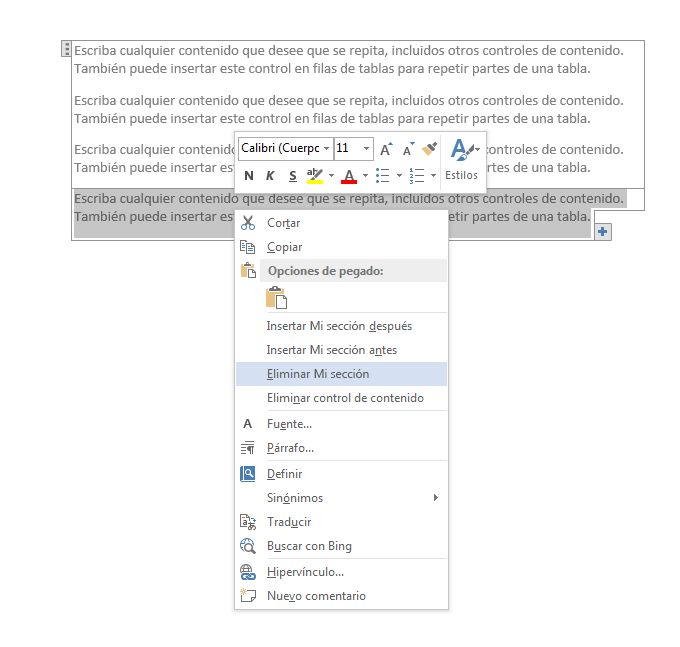 Escriba cualquier contenido que desee que se repita, incluidos otros controles de contenido.
También puede insertar este control en filas de tablas para repetir partes de una tabla.
Escriba cualquier contenido que desee que se repita, incluidos otros controles de contenido.
También puede insertar este control en filas de tablas para repetir partes de una tabla.
Escriba cualquier contenido controles de contenido.
También puede insertar es etir partes de una tabla.
Calibri (Cuerpc 11 A A A
N K S ab A Estilos
Escriba cualquier contenido que desee que se repita, incluidos otros controles de contenido.
También puede insertar es etir partes de una tabla.
Cortar
Copiar
Opciones de pegado:
Insertar Mi sección después
Insertar Mi sección antes
Eliminar Mi sección
Eliminar control de contenido
A Fuente...
Párrafo...
Definir
Sinónimos
Traducir
Buscar con Bing
Hipervínculo...
Nuevo comentario